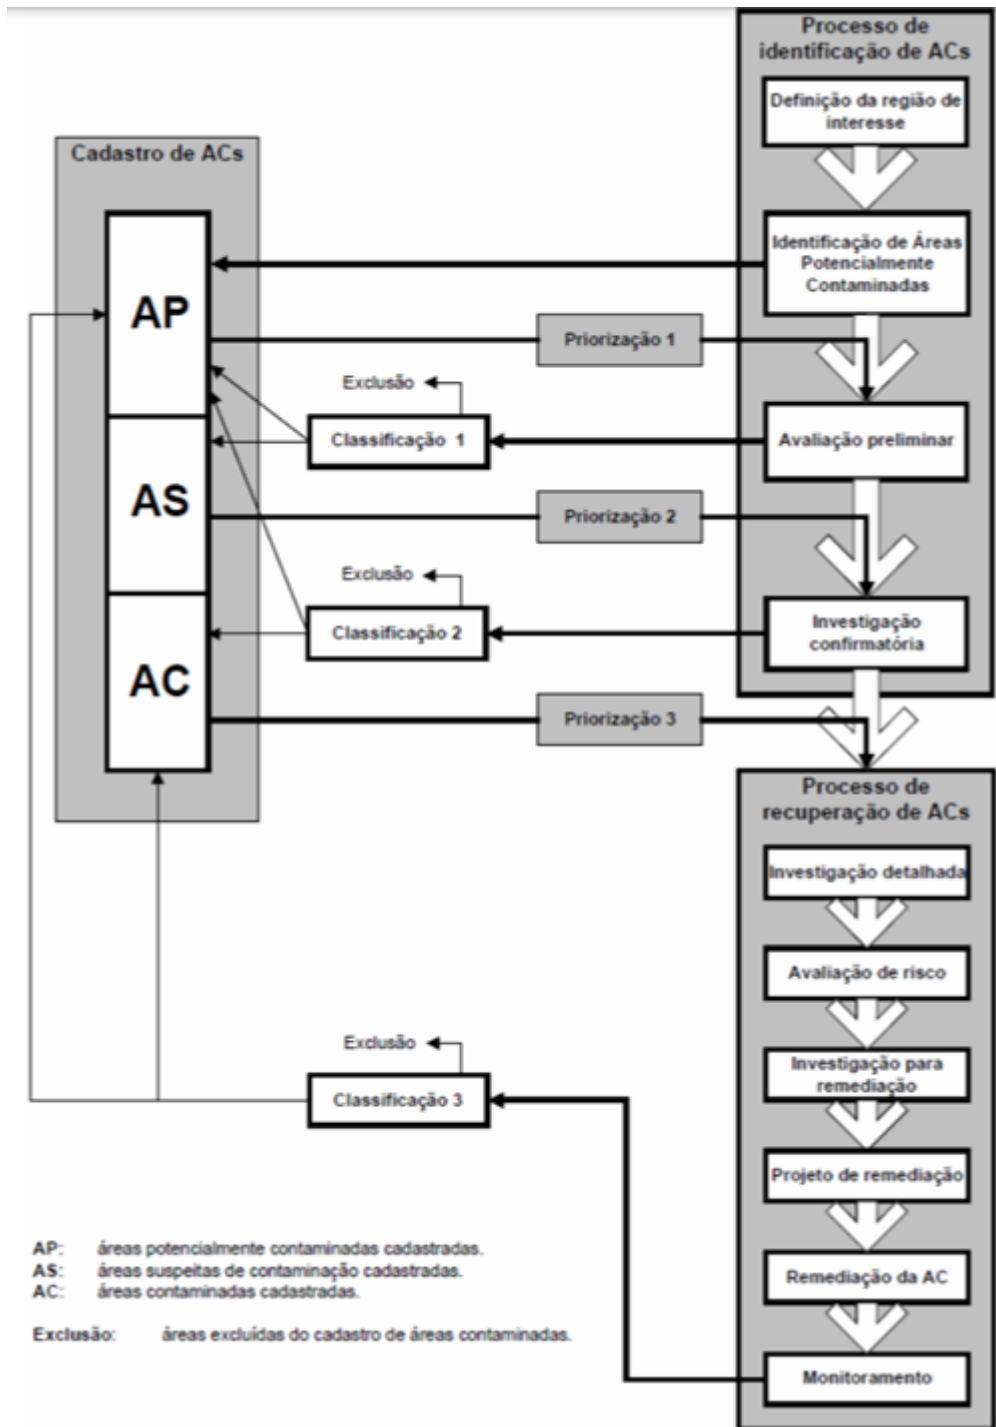 Processo de
identificação de ACs
Definição da região de
interesse
Cadastro de ACs
Identificação de Áreas
Potencialmente
Contaminadas
AP
Priorização 1
Exclusão
Classificação 1
Avaliação preliminar
AS
Priorização 2
Exclusão
Classificação 2
Investigação
confirmatória
AC
Priorização 3
Processo de
recuperação de ACs
Investigação detalhada
Avaliação de risco
Exclusão
Investigação para
remediação
Classificação 3
Projeto de remediação
Remediação da AC
Monitoramento
AP: áreas potencialmente contaminadas cadastradas.
AS: áreas suspeitas de contaminação cadastradas.
AC: áreas contaminadas cadastradas.
Exclusão: áreas excluídas do cadastro de áreas contaminadas.